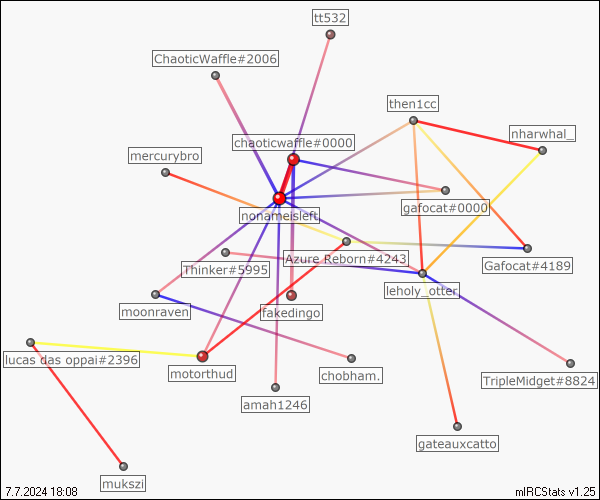 tt532
ChaoticWaffle#2006
then1cc
nharwhal_
chaoticwaffle#0000
mercurybro
gafocat#0000
nonameisleft
Azure Reborn#4243
Thinker#5995
Gafocat#4189
leholy_otter
moonraven
fakedingo
lucas das oppai#2396
motorthud
chobham.
TripleMidget#8824
amah1246
gateauxcatto
mukszi
7.7.2024 18:08
mIRCStats v1.25